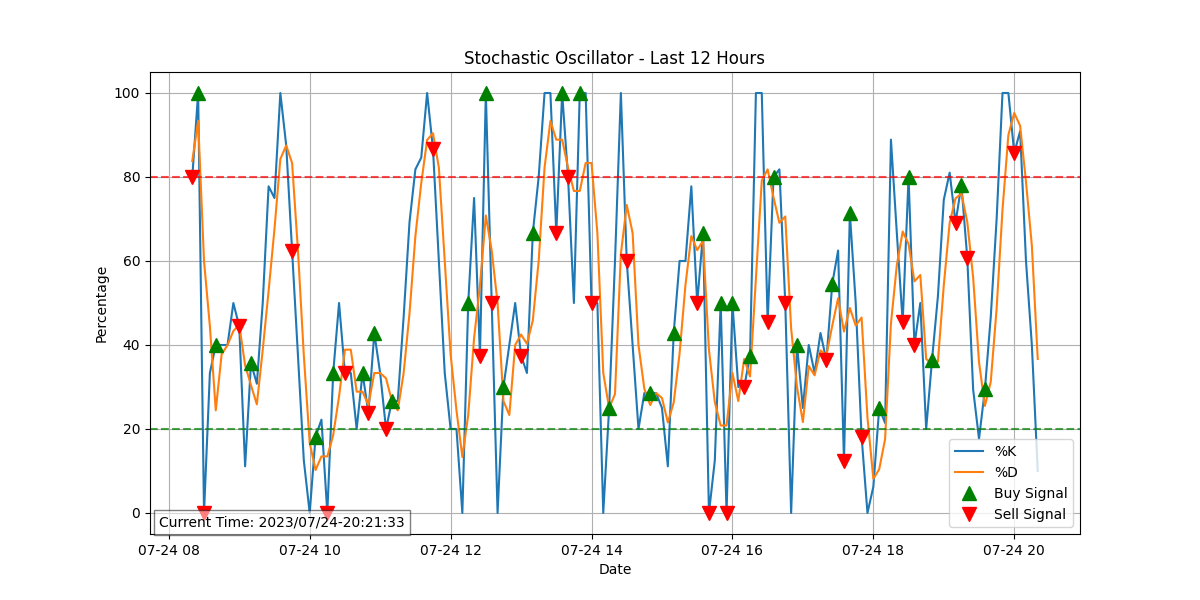 Stochastic Oscillator - Last 12 Hours
Percentage
100
80
60
40
20
0
%K
%D
Buy Signal
Sell Signal
Current Time: 2023/07/24-20:21:33
07-24 08 07-24 10 07-24 12 07-24 14 07-24 16 07-24 18 07-24 20
Date